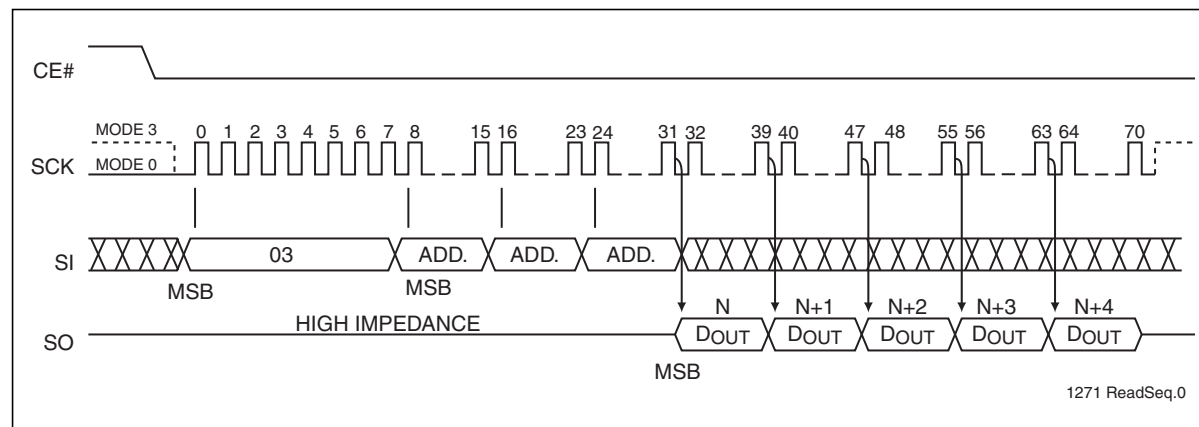 CE#
MODE 3
0 1 2 3 4 5 6 7 8 15 16 23 24 31 32 39 40 47 48 55 56 63 64 70
SCK
MODE 0
SI
03 ADD. ADD. ADD.
MSB MSB
N N+1 N+2 N+3 N+4
HIGH IMPEDANCE
SO
DOUT DOUT DOUT DOUT DOUT
MSB
1271 ReadSeq.0